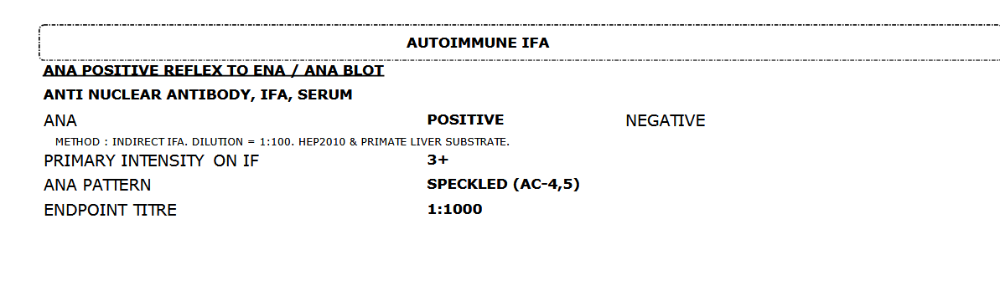 AUTOIMMUNE IFA
ANA POSITIVE REFLEX TO ENA / ANA BLOT
ANTI NUCLEAR ANTIBODY, IFA, SERUM
ANA POSITIVE NEGATIVE
METHOD : INDIRECT IFA. DILUTION = 1:100. HEP2010 & PRIMATE LIVER SUBSTRATE.
PRIMARY INTENSITY ON IF 3+
ANA PATTERN SPECKLED (AC-4,5)
ENDPOINT TITRE 1:1000